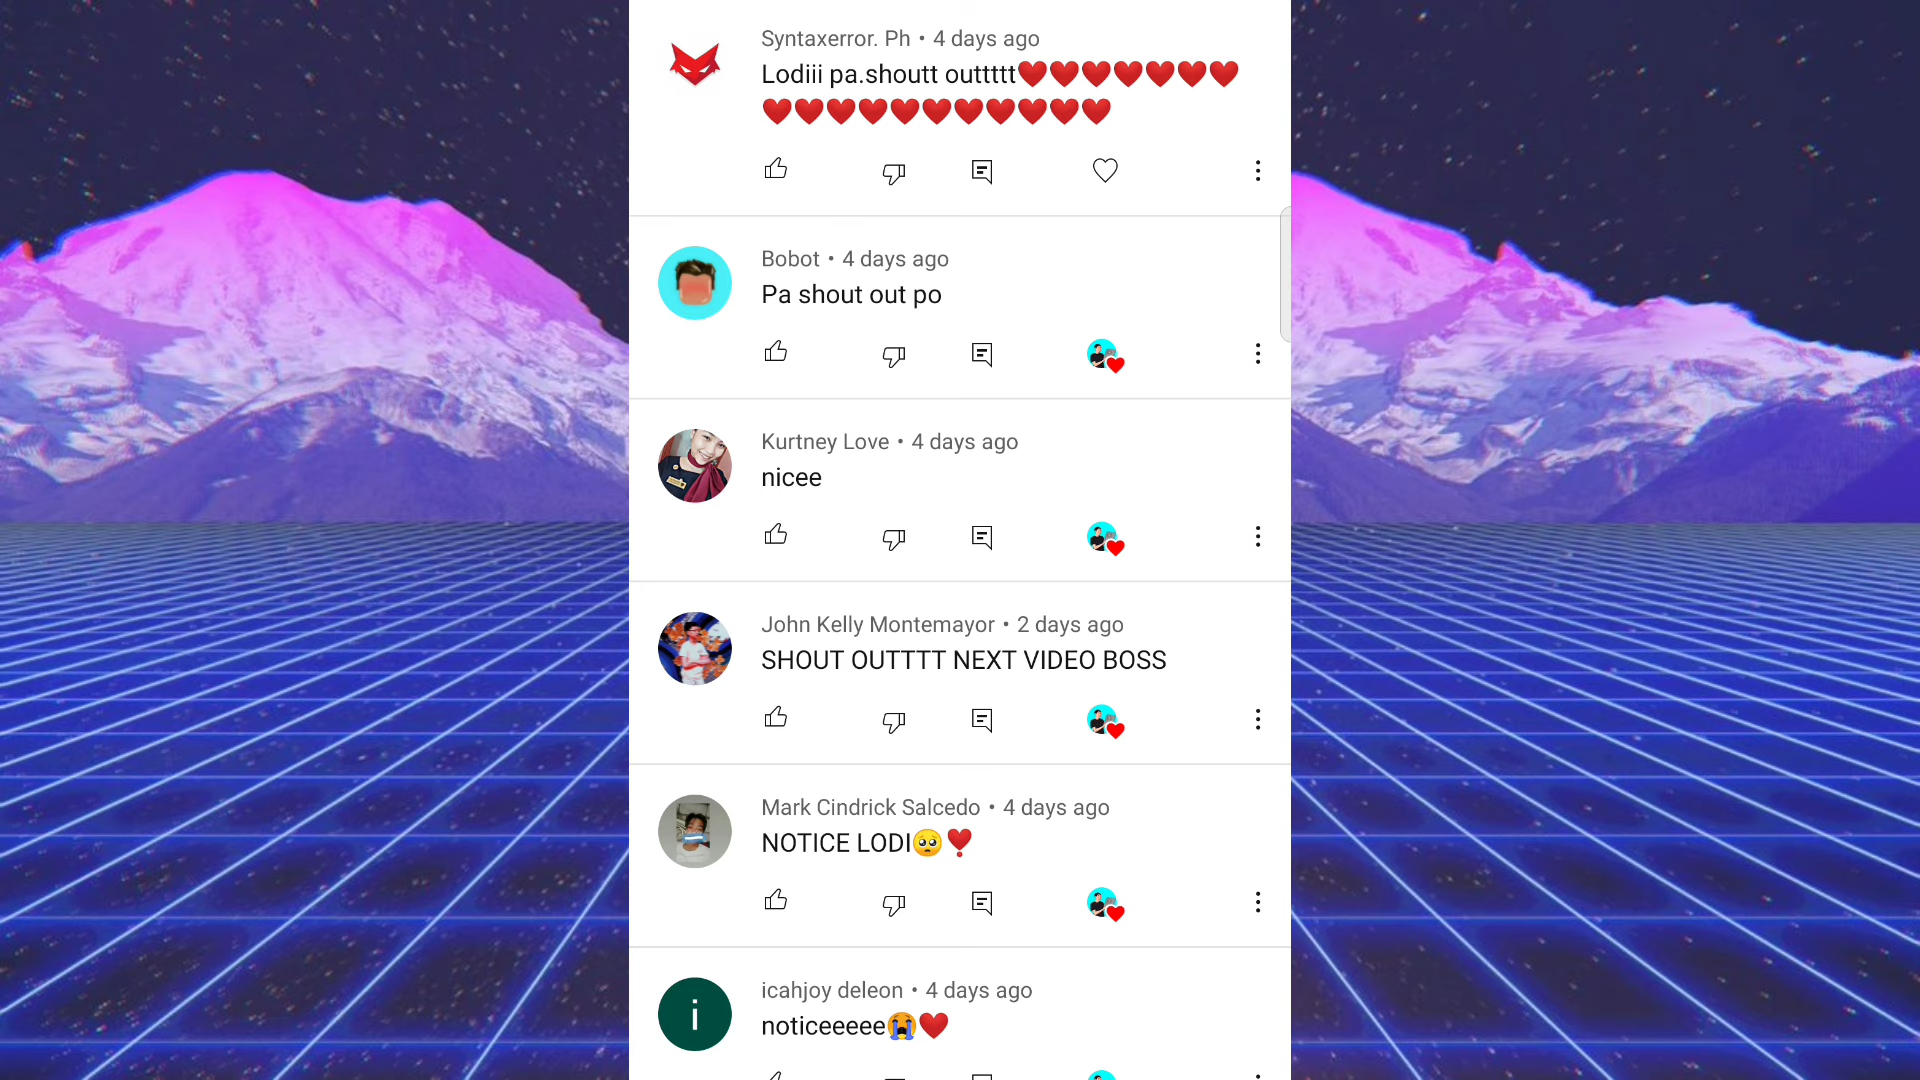 Syntaxerror. Ph • 4 days ago
Lodiii pa.shoutt outtttt❤️❤️❤️❤️❤️❤️❤️
❤️❤️❤️❤️❤️❤️❤️❤️❤️❤️❤️
Bobot • 4 days ago
Pa shout out po
Kurtney Love • 4 days ago
nicee
John Kelly Montemayor • 2 days ago
SHOUT OUTTTT NEXT VIDEO BOSS
Mark Cindrick Salcedo • 4 days ago
NOTICE LODI🥺❣️
i
icahjoy deleon • 4 days ago
noticeeeee😭❤️